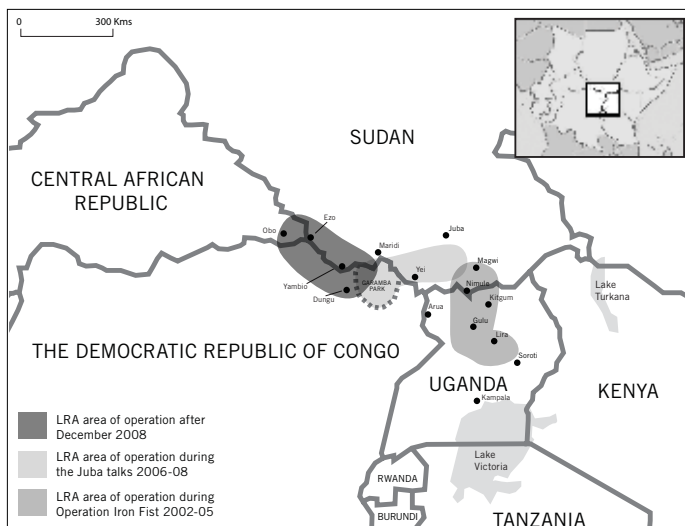 0 300 Kms
SUDAN
CENTRAL AFRICAN
REPUBLIC
Obo
Ezo
Maridi
Juba
Yei
Magwi
Yambio
Dungu
GARAMBA
PARK
Nimule
Kitgum
Arua
Gulu
Lira
Soroti
Lake
Turkana
THE DEMOCRATIC REPUBLIC OF CONGO
UGANDA
KENYA
Kampala
Lake
Victoria
RWANDA
BURUNDI
TANZANIA
LRA area of operation after
December 2008
LRA area of operation during
the Juba talks 2006-08
LRA area of operation during
Operation Iron Fist 2002-05